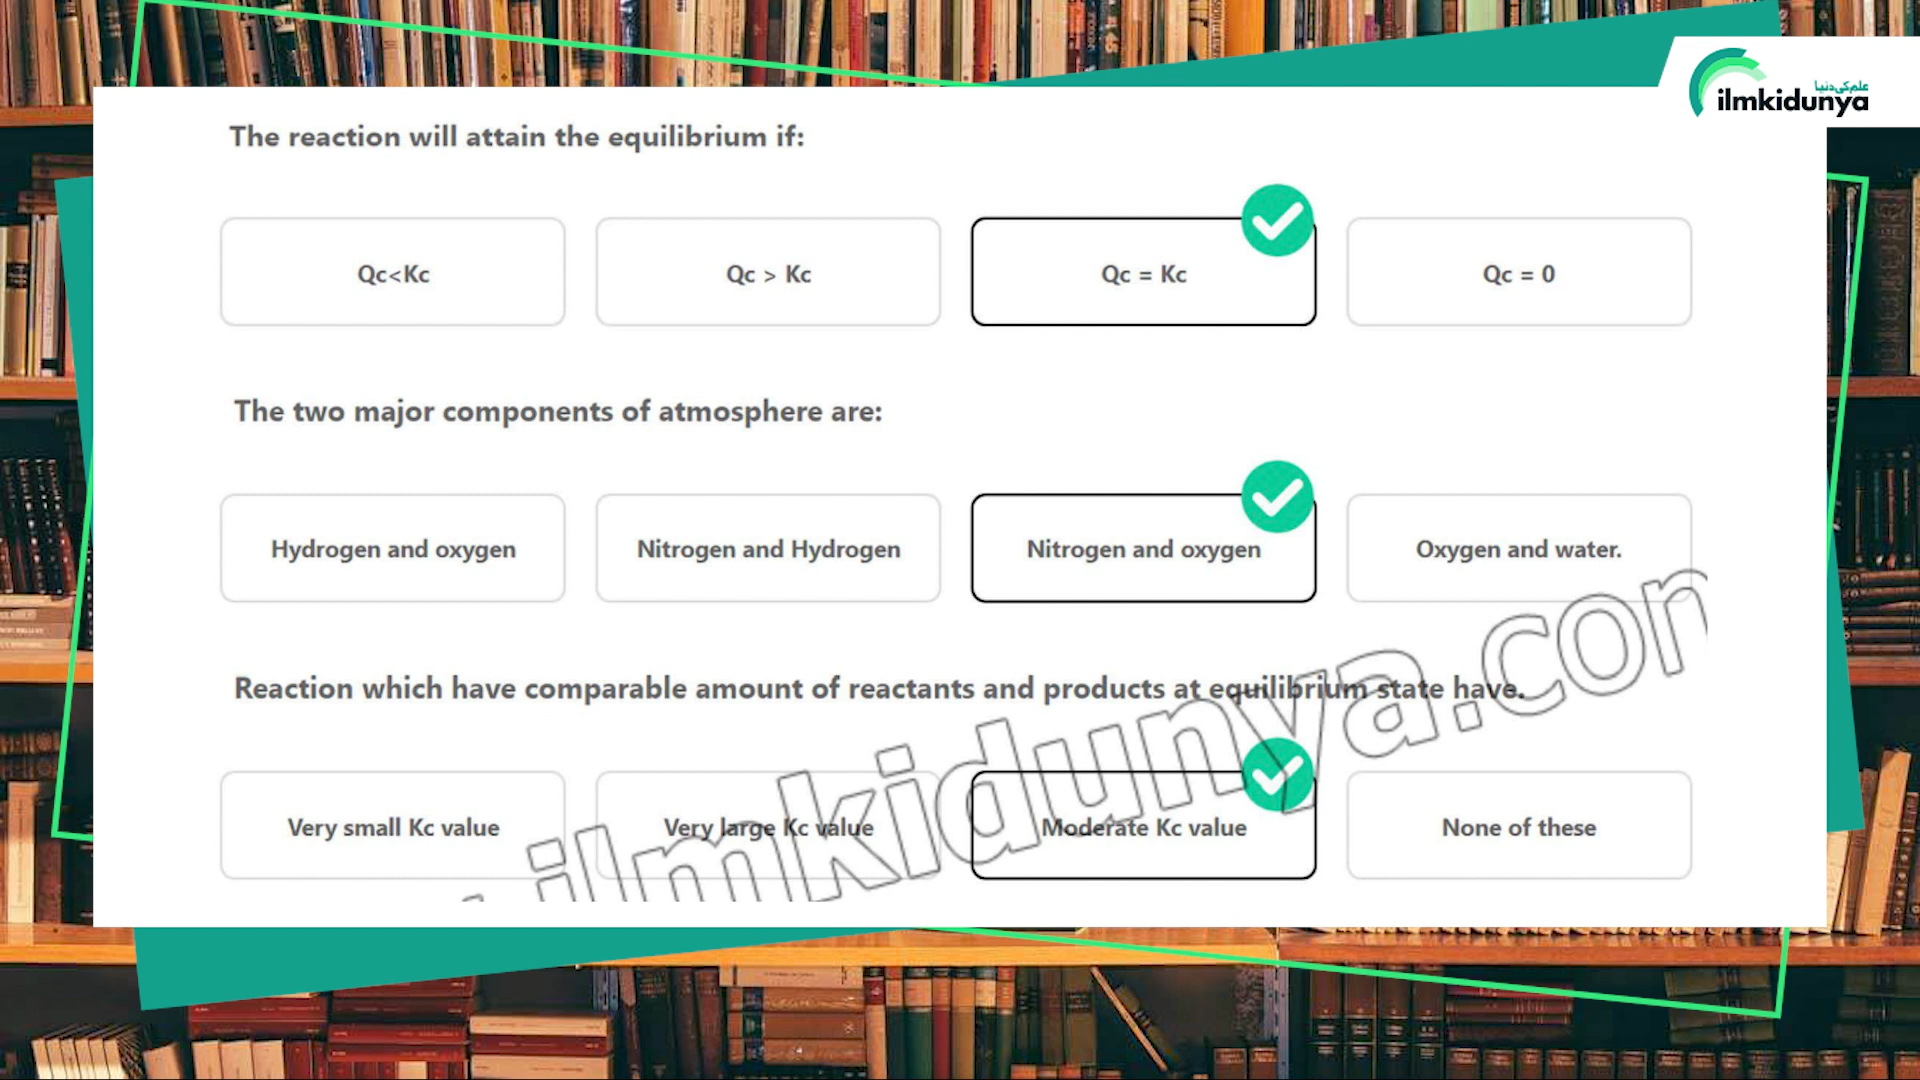 علم کی دنیا
ilmkidunya
The reaction will attain the equilibrium if:
Qc<Kc
Qc > Kc
Qc = Kc
Qc = 0
The two major components of atmosphere are:
Hydrogen and oxygen
Nitrogen and Hydrogen
Nitrogen and oxygen
Oxygen and water.
Reaction which have comparable amount of reactants and products at equilibrium state have.
Very small Kc value
Very large Kc value
Moderate Kc value
None of these
ilmkidunya.com